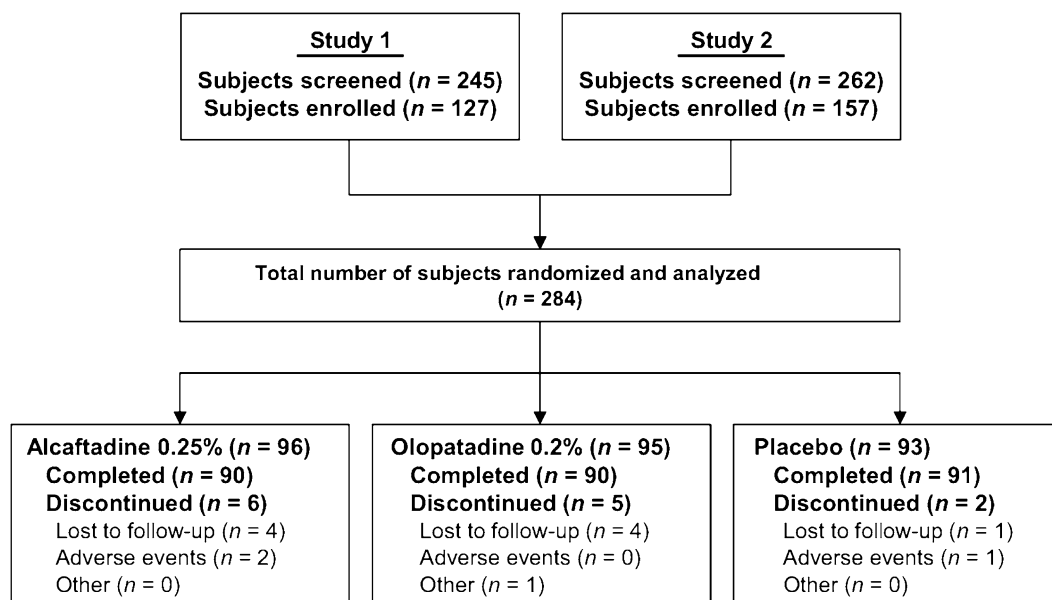 Study 1
Subjects screened (n = 245)
Subjects enrolled (n = 127)
Study 2
Subjects screened (n = 262)
Subjects enrolled (n = 157)
Total number of subjects randomized and analyzed
(n = 284)
Alcaftadine 0.25% (n = 96)
Completed (n = 90)
Discontinued (n = 6)
Lost to follow-up (n = 4)
Adverse events (n = 2)
Other (n = 0)
Olopatadine 0.2% (n = 95)
Completed (n = 90)
Discontinued (n = 5)
Lost to follow-up (n = 4)
Adverse events (n = 0)
Other (n = 1)
Placebo (n = 93)
Completed (n = 91)
Discontinued (n = 2)
Lost to follow-up (n = 1)
Adverse events (n = 1)
Other (n = 0)